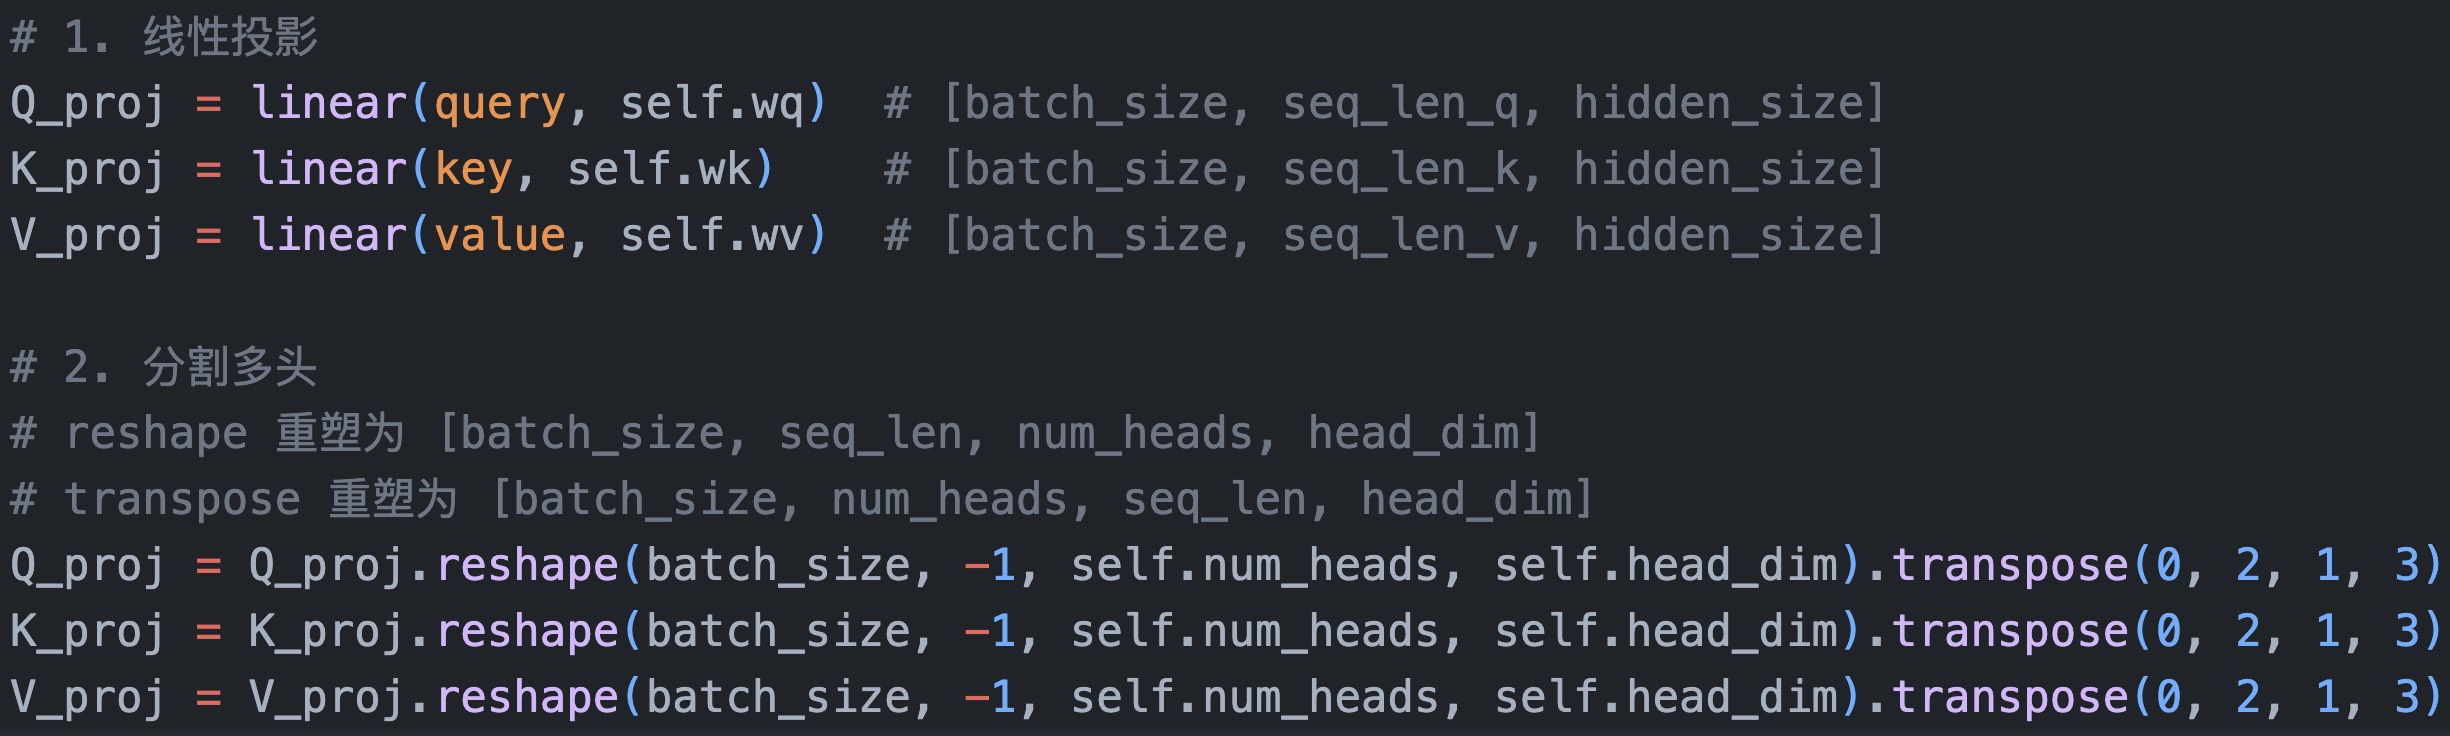 # 1. 线性投影
Q_proj = linear(query, self.wq)  # [batch_size, seq_len_q, hidden_size]
K_proj = linear(key, self.wk)    # [batch_size, seq_len_k, hidden_size]
V_proj = linear(value, self.wv)  # [batch_size, seq_len_v, hidden_size]

# 2. 分割多头
# reshape 重塑为 [batch_size, seq_len, num_heads, head_dim]
# transpose 重塑为 [batch_size, num_heads, seq_len, head_dim]
Q_proj = Q_proj.reshape(batch_size, -1, self.num_heads, self.head_dim).transpose(0, 2, 1, 3)
K_proj = K_proj.reshape(batch_size, -1, self.num_heads, self.head_dim).transpose(0, 2, 1, 3)
V_proj = V_proj.reshape(batch_size, -1, self.num_heads, self.head_dim).transpose(0, 2, 1, 3)